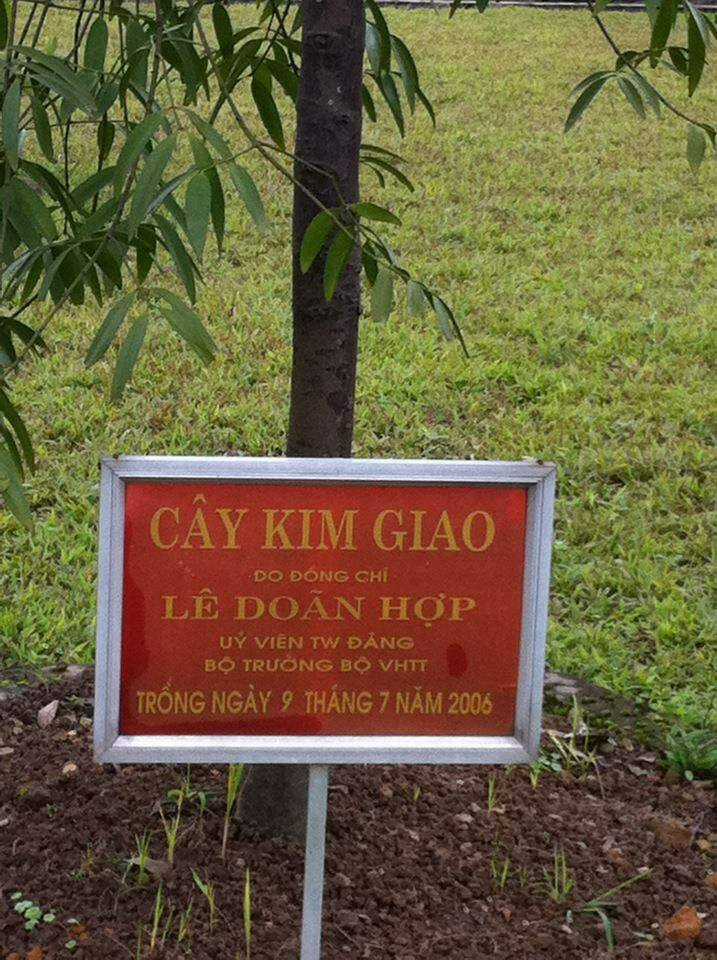 CÂY KIM GIAO
DO ĐỒNG CHÍ
LÊ DOÃN HỢP
UỶ VIÊN TW ĐẢNG
BỘ TRƯỞNG BỘ VHTT
TRỒNG NGÀY 9 THÁNG 7 NĂM 2006